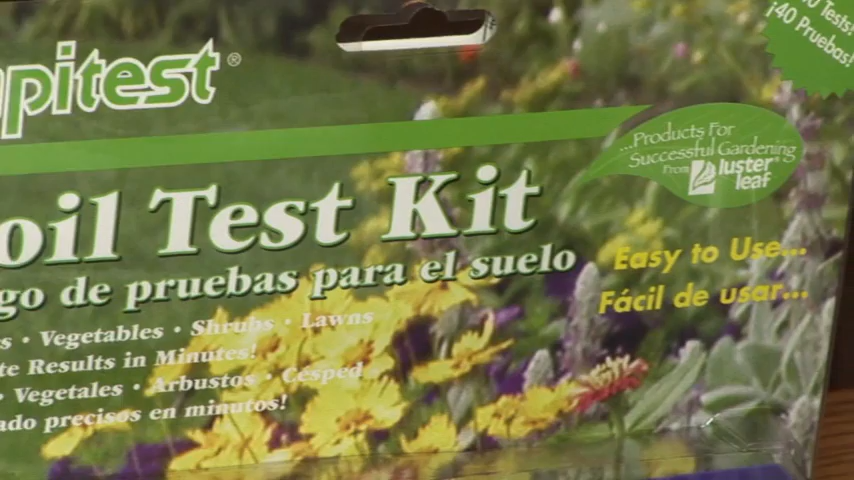 pitest®
0 Tests!
¡40 Pruebas!
...Products For
Successful Gardening
From luster®
leaf
oil Test Kit
go de pruebas para el suelo
Easy to Use...
Fácil de usar...
s • Vegetables • Shrubs • Lawns
te Results in Minutes!
• Vegetales • Arbustos • Césped
ado precisos en minutos!